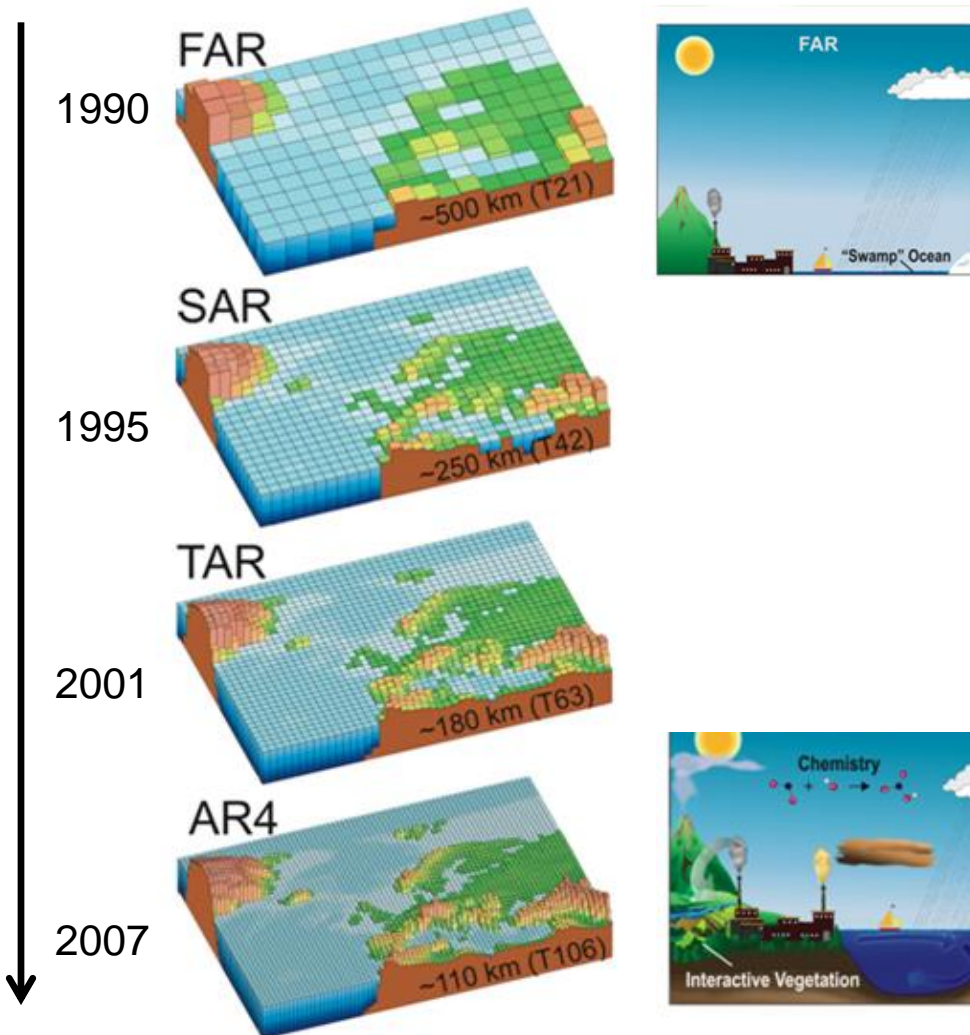 FAR
1990
~500 km (T21)
SAR
1995
~250 km (T42)
TAR
2001
~180 km (T63)
AR4
2007
~110 km (T106)
FAR
"Swamp" Ocean
Chemistry
+
Interactive Vegetation